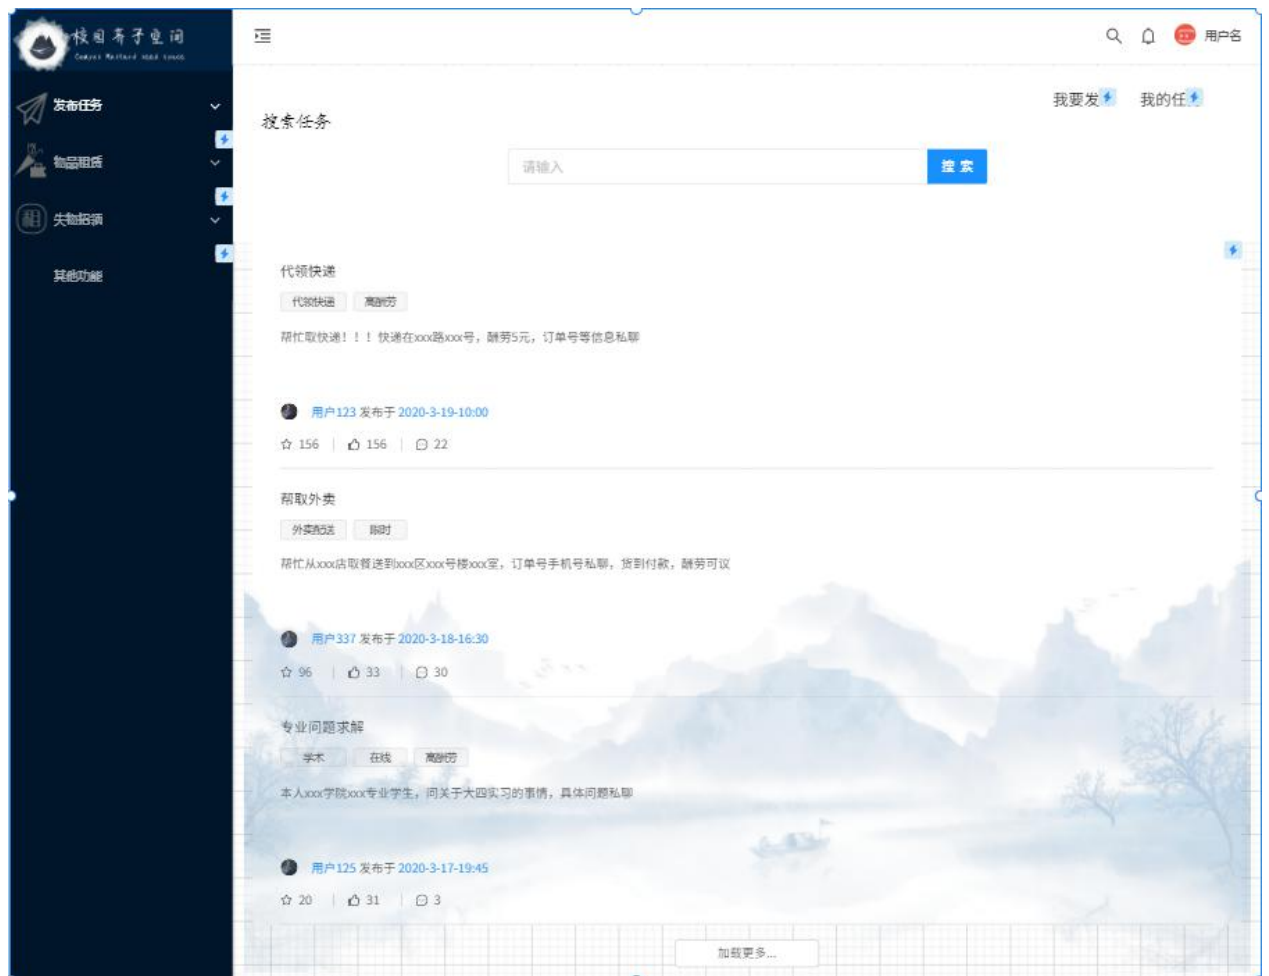 校园芥子空间
Campus Mustard seed space
用户名
发布任务
物品租赁
失物招领
其他功能
我要发
我的任
搜索任务
请输入
搜 索
代领快递
代领快递 高酬劳
帮忙取快递！！！快递在xxx路xxx号，酬劳5元，订单号等信息私聊
用户123 发布于 2020-3-19-10:00
156 156 22
帮取外卖
外卖配送 限时
帮忙从xxx店取餐送到xxx区xxx号楼xxx室，订单号手机号私聊，货到付款，酬劳可议
用户337 发布于 2020-3-18-16:30
96 33 30
专业问题求解
学术 在线 高酬劳
本人xxx学院xxx专业学生，问关于大四实习的事情，具体问题私聊
用户125 发布于 2020-3-17-19:45
20 31 3
加载更多...